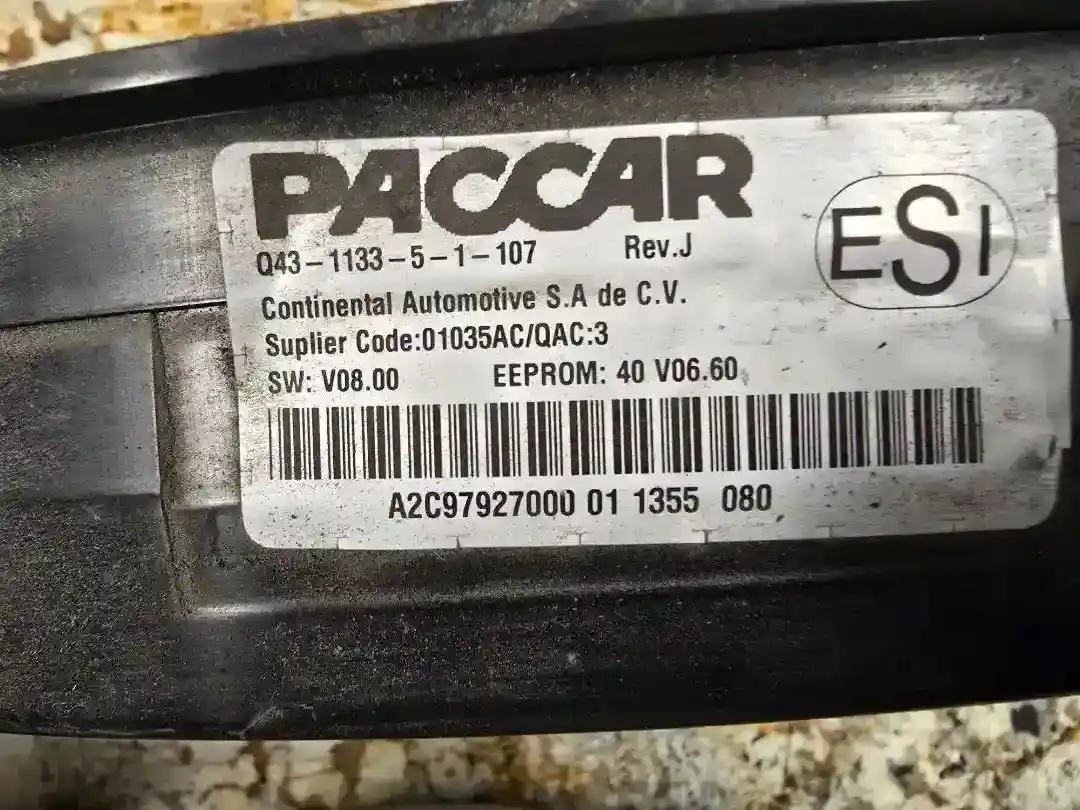 PACCAR
Q43-1133-5-1-107 Rev.J
ESI
Continental Automotive S.A de C.V.
Suplier Code:01035AC/QAC:3
SW: V08.00 EEPROM: 40 V06.60
A2C97927000 01 1355 080